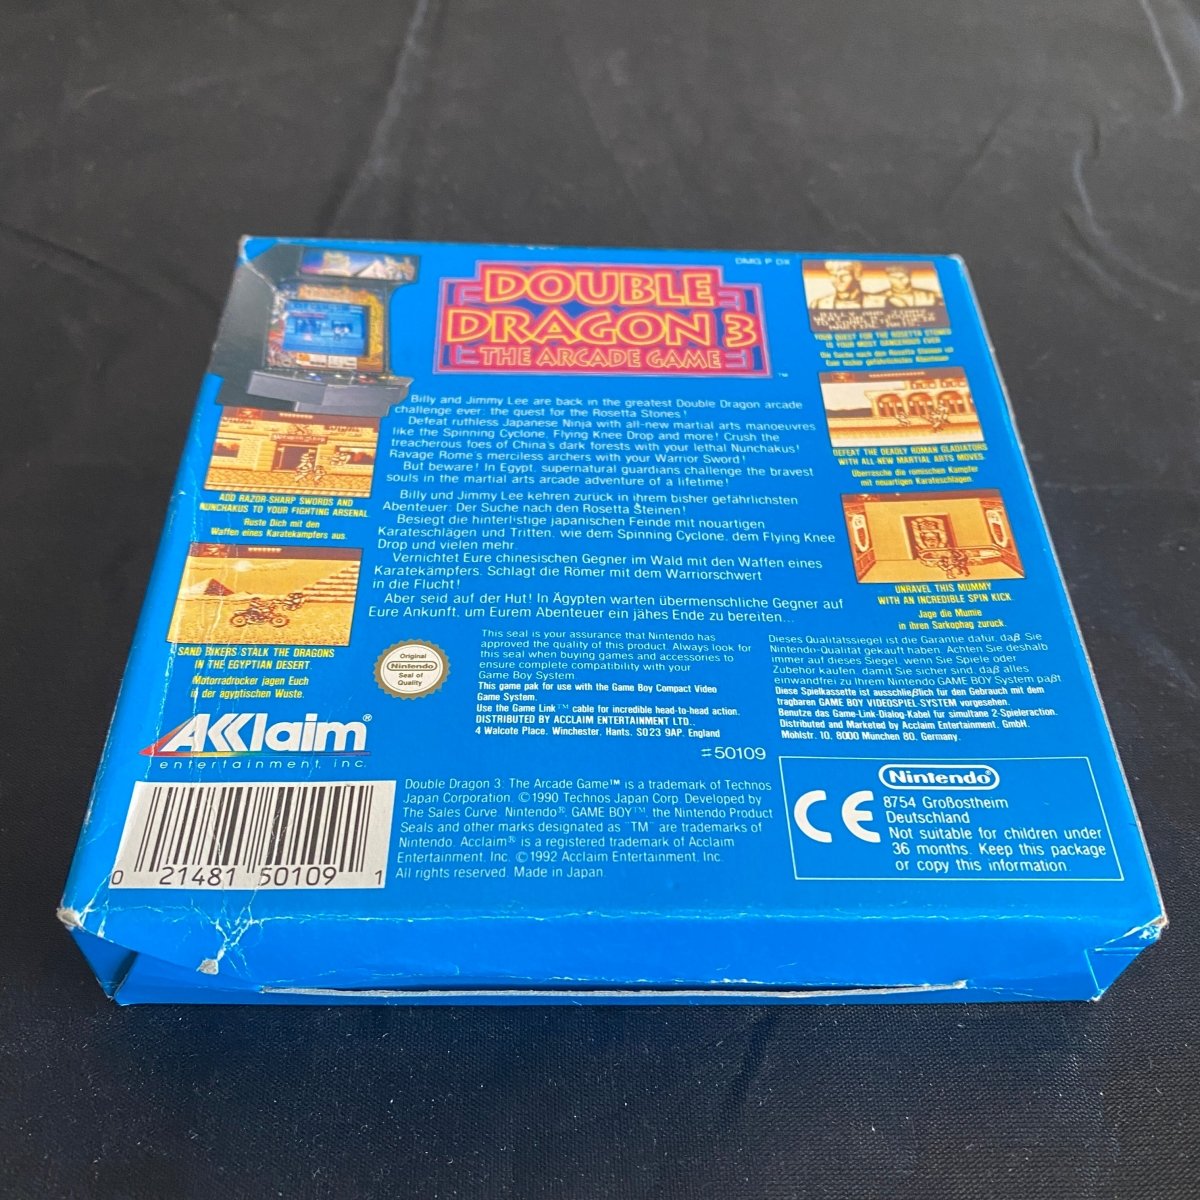 DMG P DX
DOUBLE
DRAGON 3
THE ARCADE GAME
™
Billy and Jimmy Lee are back in the greatest Double Dragon arcade
challenge ever: the quest for the Rosetta Stones!
Defeat ruthless Japanese Ninja with all-new martial arts manoeuvres
like the Spinning Cyclone, Flying Knee Drop and more! Crush the
treacherous foes of China's dark forests with your lethal Nunchakus!
Ravage Rome's merciless archers with your Warrior Sword!
But beware! In Egypt, supernatural guardians challenge the bravest
souls in the martial arts arcade adventure of a lifetime!
Billy und Jimmy Lee kehren zurück in ihrem bisher gefährlichsten
Abenteuer: Der Suche nach den Rosetta Steinen!
Besiegt die hinterlistige japanischen Feinde mit neuartigen
Karateschlägen und Tritten, wie dem Spinning Cyclone, dem Flying Knee
Drop und vielen mehr.
Vernichtet Eure chinesischen Gegner im Wald mit den Waffen eines
Karatekämpfers. Schlagt die Römer mit dem Warriorschwert
in die Flucht!
Aber seid auf der Hut! In Ägypten warten übermenschliche Gegner auf
Eure Ankunft, um Eurem Abenteuer ein jähes Ende zu bereiten...
ADD RAZOR-SHARP SWORDS AND
NUNCHAKUS TO YOUR FIGHTING ARSENAL
Rüste Dich mit den
Waffen eines Karatekämpfers aus.
SAND BIKERS STALK THE DRAGONS
IN THE EGYPTIAN DESERT.
Motorradrocker jagen Euch
in der ägyptischen Wüste.
YOUR QUEST FOR THE ROSETTA STONES
IS YOUR MOST DANGEROUS EVER
Die Suche nach den Rosetta Steinen ist
Euer bisher gefährlichstes Abenteuer
DEFEAT THE DEADLY ROMAN GLADIATORS
WITH ALL NEW MARTIAL ARTS MOVES.
Überrasche die römischen Kämpfer
mit neuartigen Karateschlägen.
UNRAVEL THIS MUMMY
WITH AN INCREDIBLE SPIN KICK.
Jage die Mumie
in ihren Sarkophag zurück.
Original
Nintendo
Seal of
Quality
This seal is your assurance that Nintendo has
approved the quality of this product. Always look for
this seal when buying games and accessories to
ensure complete compatibility with your
Game Boy System.
This game pak for use with the Game Boy Compact Video
Game System.
Use the Game Link™ cable for incredible head-to-head action.
DISTRIBUTED BY ACCLAIM ENTERTAINMENT LTD.,
4 Walcote Place, Winchester, Hants. SO23 9AP. England
#50109
Dieses Qualitätssiegel ist die Garantie dafür, daß Sie
Nintendo-Qualität gekauft haben. Achten Sie deshalb
immer auf dieses Siegel, wenn Sie Spiele oder
Zubehör kaufen, damit Sie sicher sind, daß alles
einwandfrei zu Ihrem Nintendo GAME BOY System paßt
Diese Spielkassette ist ausschließlich für den Gebrauch mit dem
tragbaren GAME BOY VIDEOSPIEL-SYSTEM vorgesehen.
Benutze das Game-Link-Dialog-Kabel für simultane 2-Spieleraction.
Distributed and Marketed by Acclaim Entertainment, GmbH.
Mohlstr. 10, 8000 München 80, Germany.
AKKlaim®
entertainment, inc.
0 21481 50109 1
Double Dragon 3: The Arcade Game™ is a trademark of Technos
Japan Corporation. ©1990 Technos Japan Corp. Developed by
The Sales Curve. Nintendo®, GAME BOY™, the Nintendo Product
Seals and other marks designated as "TM" are trademarks of
Nintendo. Acclaim® is a registered trademark of Acclaim
Entertainment, Inc. ©1992 Acclaim Entertainment, Inc.
All rights reserved. Made in Japan.
Nintendo®
CE
8754 Großostheim
Deutschland
Not suitable for children under
36 months. Keep this package
or copy this information.